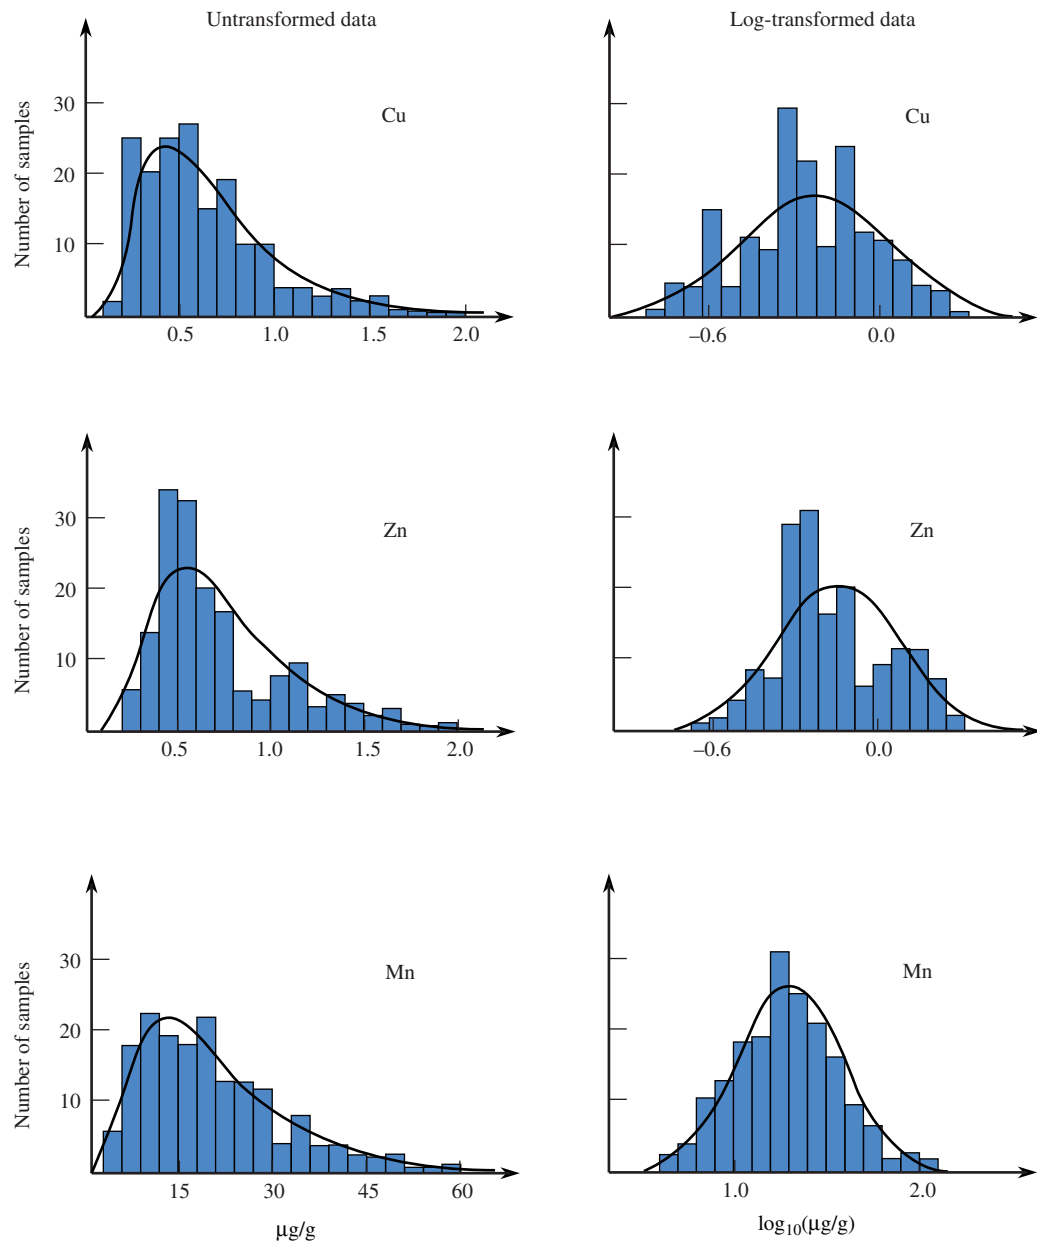 Untransformed data
Log-transformed data
Number of samples
30
20
10
Cu
0.5
1.0
1.5
2.0
Cu
–0.6
0.0
Number of samples
30
20
10
Zn
0.5
1.0
1.5
2.0
Zn
–0.6
0.0
Number of samples
30
20
10
Mn
15
30
45
60
µg/g
Mn
1.0
2.0
log₁₀(µg/g)